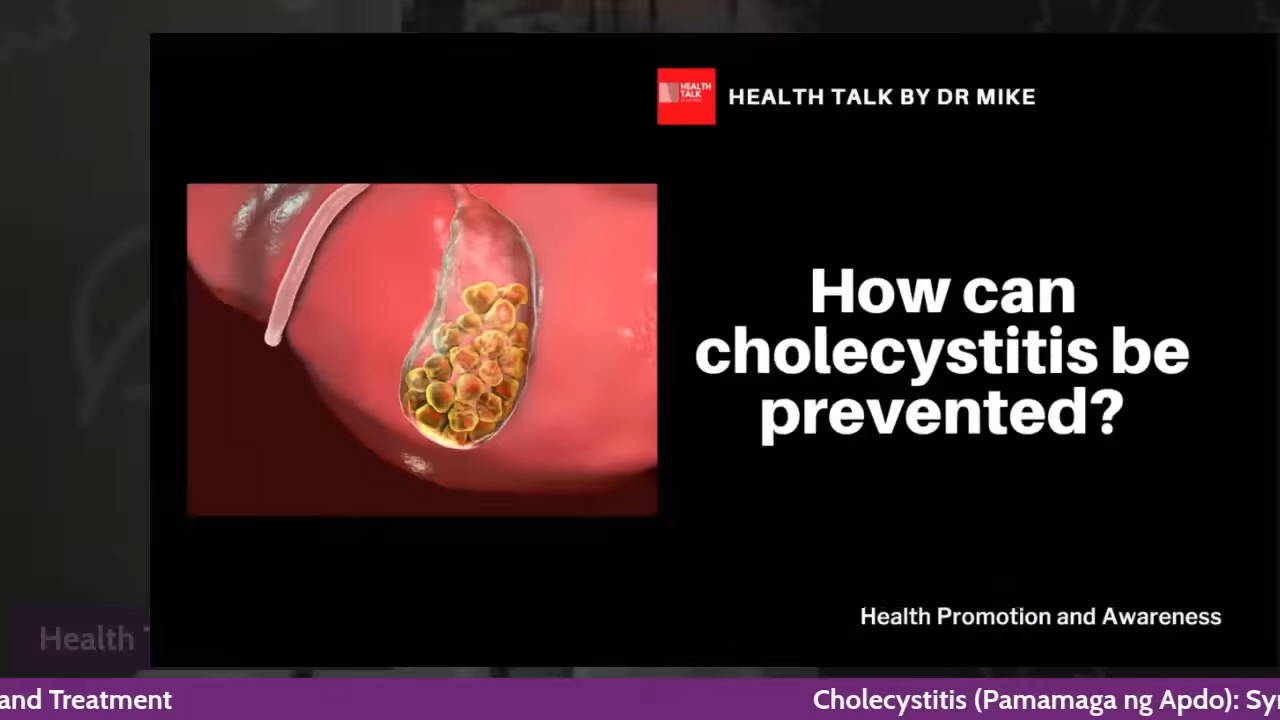 HEALTH
TALK
HEALTH TALK BY DR MIKE
How can
cholecystitis be
prevented?
Health Promotion and Awareness
Health
and Treatment
Cholecystitis (Pamamaga ng Apdo):